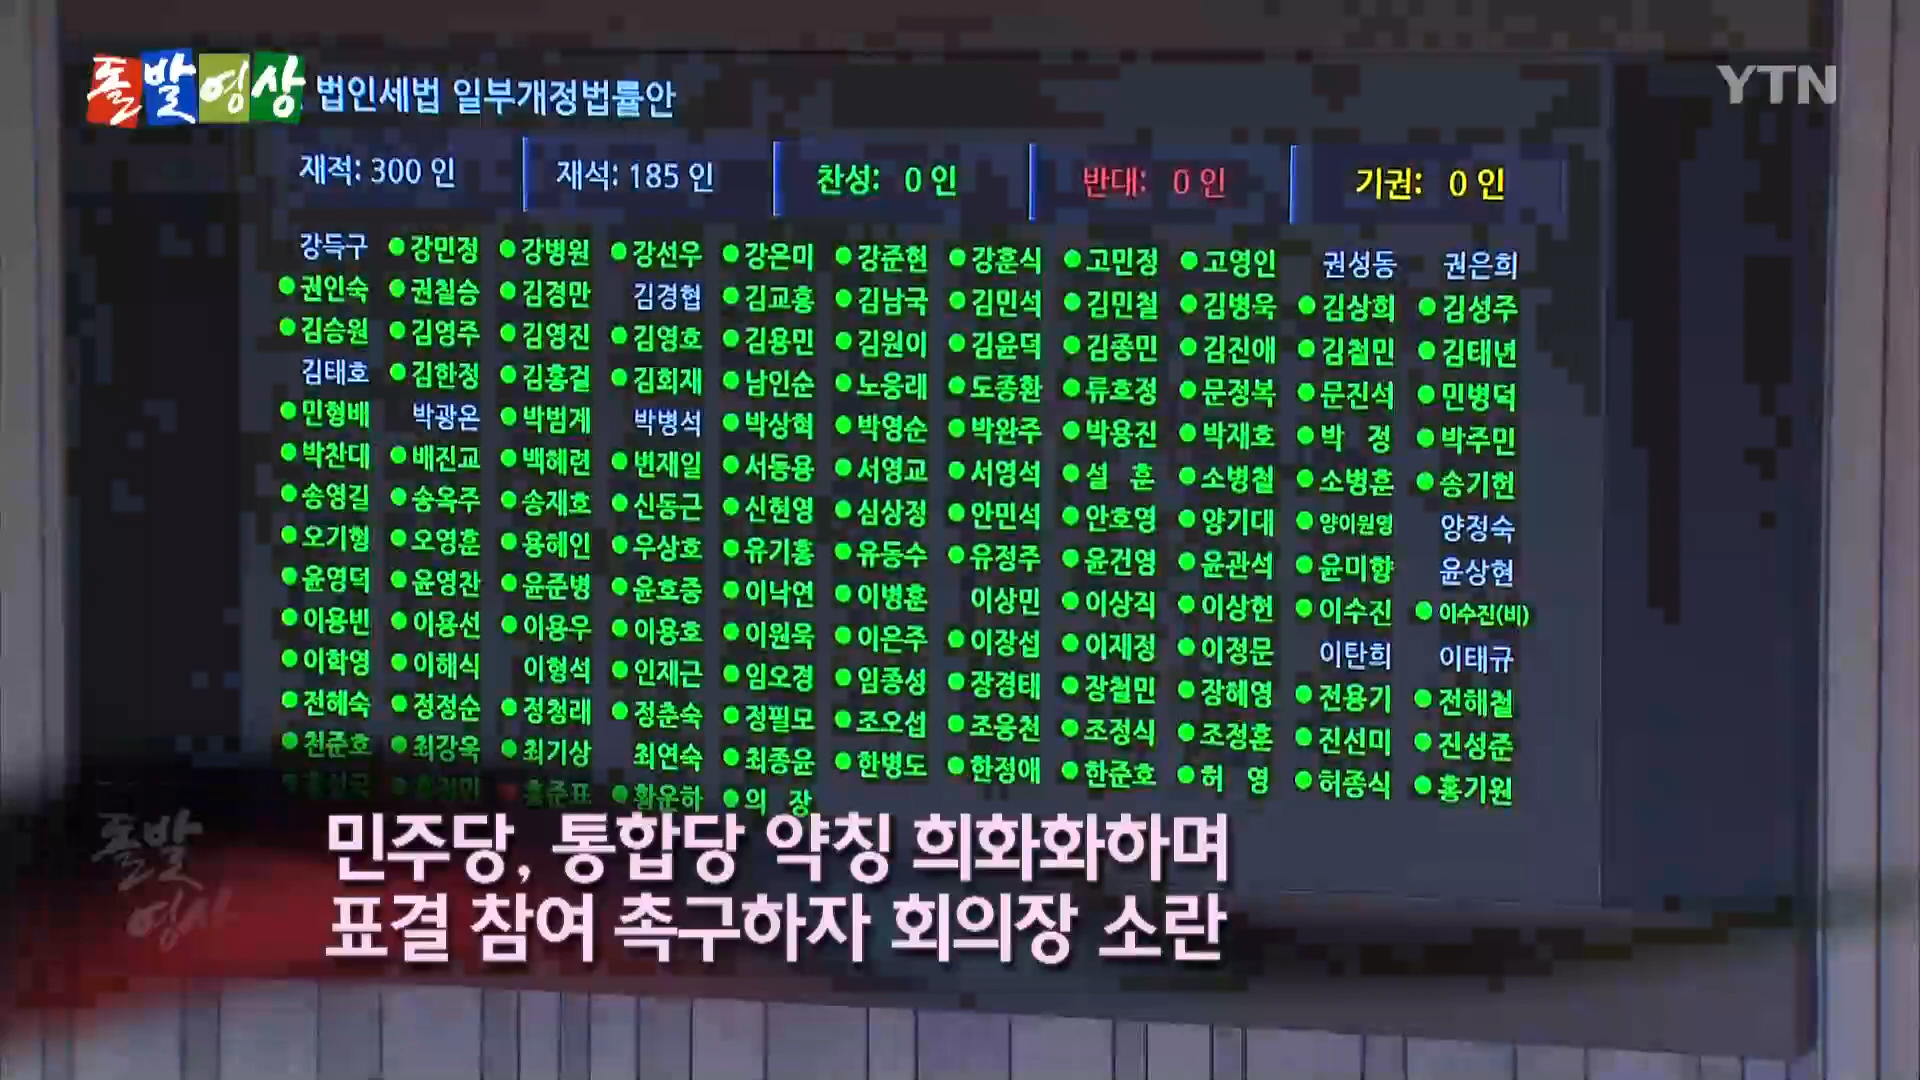 돌발영상 법인세법 일부개정법률안
YTN
재적: 300 인 재석: 185 인 찬성: 0 인 반대: 0 인 기권: 0 인
강득구 강민정 강병원 강선우 강은미 강준현 강훈식 고민정 고영인 권성동 권은희
권인숙 권칠승 김경만 김경협 김교흥 김남국 김민석 김민철 김병욱 김상희 김성주
김승원 김영주 김영진 김영호 김용민 김원이 김윤덕 김종민 김진애 김철민 김태년
김태호 김한정 김홍걸 김회재 남인순 노웅래 도종환 류호정 문정복 문진석 민병덕
민형배 박광온 박범계 박병석 박상혁 박영순 박완주 박용진 박재호 박 정 박주민
박찬대 배진교 백혜련 변재일 서동용 서영교 서영석 설 훈 소병철 소병훈 송기헌
송영길 송옥주 송재호 신동근 신현영 심상정 안민석 안호영 양기대 양이원영 양정숙
오기형 오영훈 용혜인 우상호 유기홍 유동수 유정주 윤건영 윤관석 윤미향 윤상현
윤영덕 윤영찬 윤준병 윤호중 이낙연 이병훈 이상민 이상직 이상헌 이수진 이수진(비)
이용빈 이용선 이용우 이용호 이원욱 이은주 이장섭 이재정 이정문 이탄희 이태규
이학영 이해식 이형석 인재근 임오경 임종성 장경태 장철민 장혜영 전용기 전해철
전혜숙 정정순 정청래 정춘숙 정필모 조오섭 조응천 조정식 조정훈 진선미 진성준
천준호 최강욱 최기상 최연숙 최종윤 한병도 한정애 한준호 허 영 허종식 홍기원
홍준표 황운하 의 장
돌발
영상
민주당, 통합당 약칭 희화화하며
표결 참여 촉구하자 회의장 소란